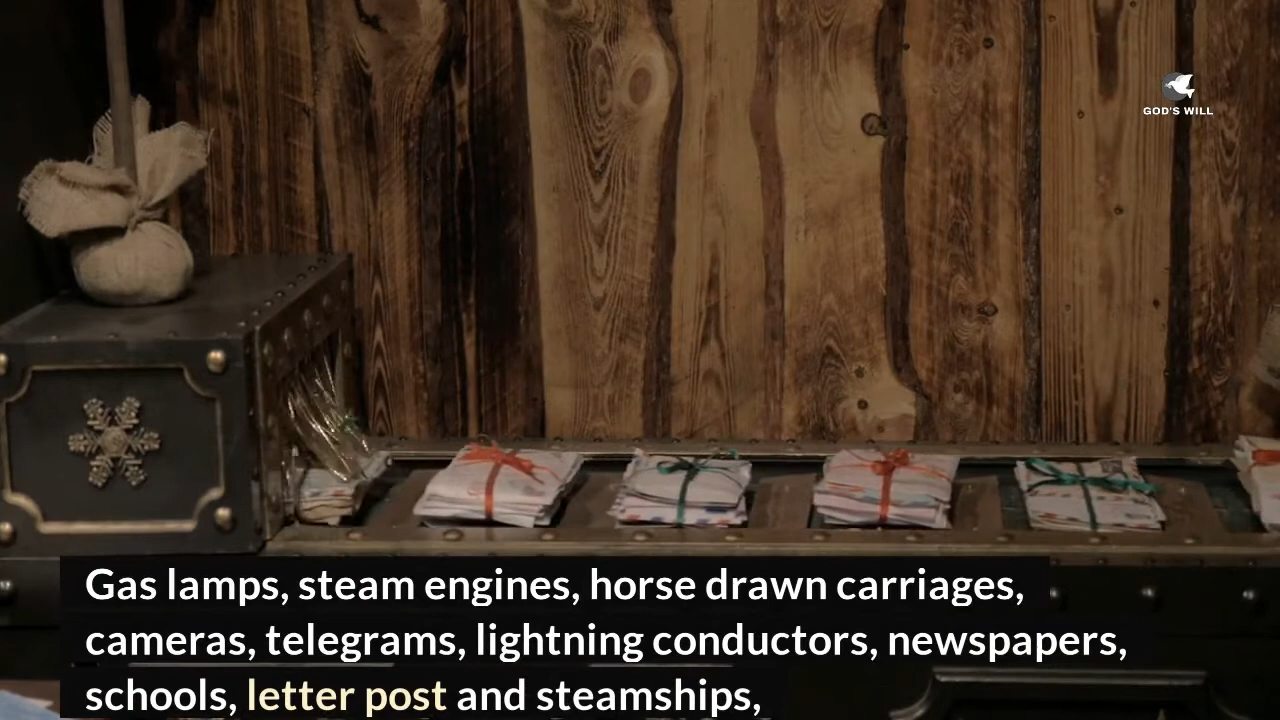 GOD'S WILL
Gas lamps, steam engines, horse drawn carriages,
cameras, telegrams, lightning conductors, newspapers,
schools, letter post and steamships,